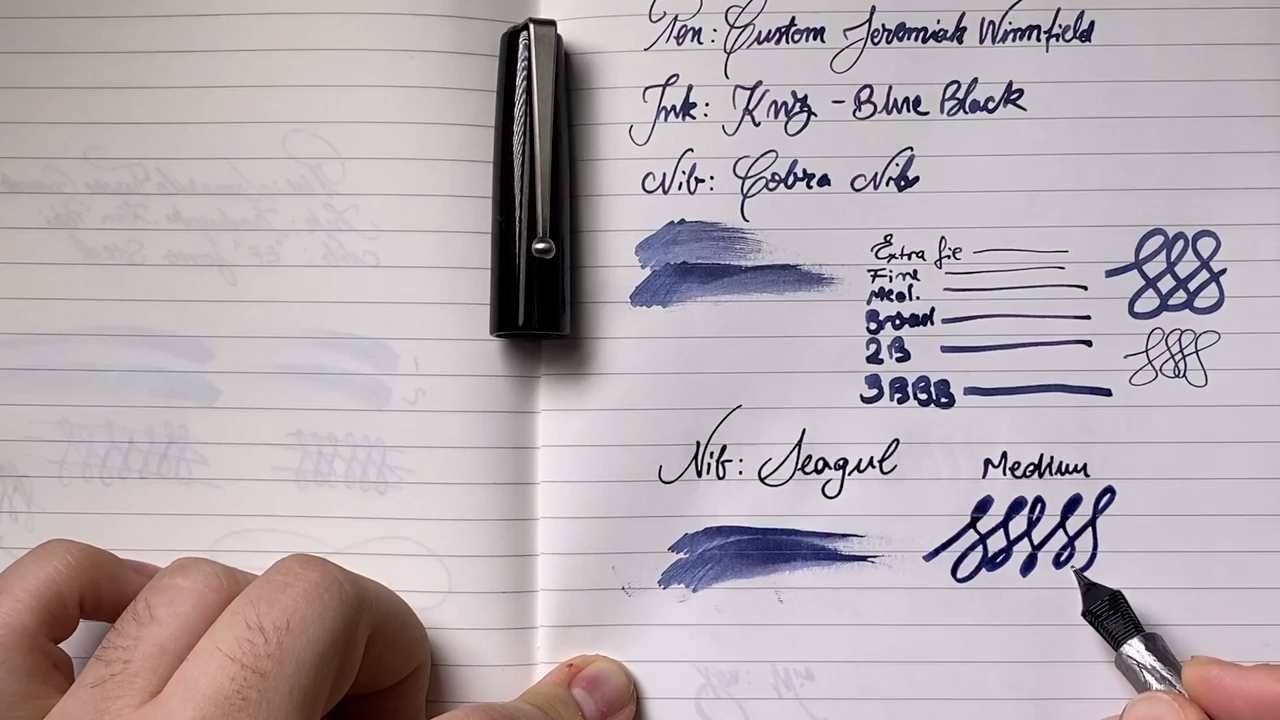 Pen: Custom Jeremiah Winnfield
Ink: Knz - Blue Black
Nib: Cobra Nib
Extra fie
Fine
Med.
Broad
2B
3BBB
Nib: Seagul
Medium